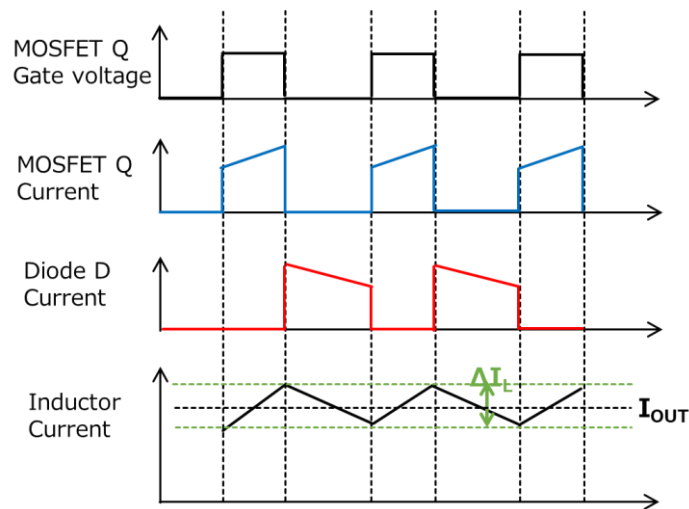 MOSFET Q
Gate voltage
MOSFET Q
Current
Diode D
Current
ΔIL
Inductor
Current
IOUT